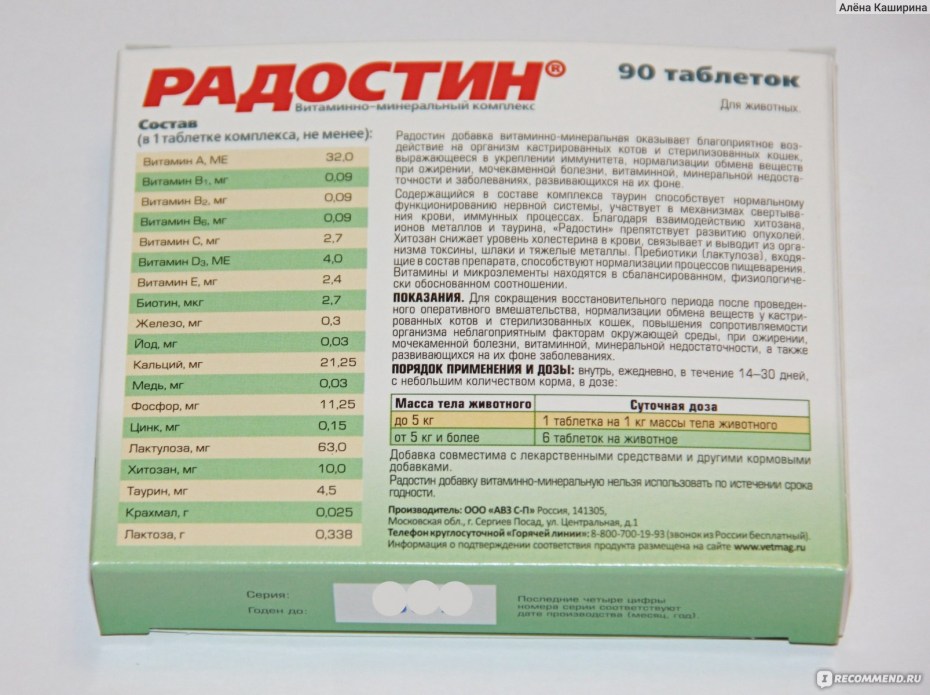 Алёна Каширина
РАДОСТИН®
Витаминно-минеральный комплекс
90 таблеток
Для животных.
Состав
(в 1 таблетке комплекса, не менее):
Витамин А, МЕ 32,0
Витамин В1, мг 0,09
Витамин В2, мг 0,09
Витамин В6, мг 0,09
Витамин С, мг 2,7
Витамин D3, МЕ 4,0
Витамин Е, мг 2,4
Биотин, мкг 2,7
Железо, мг 0,3
Йод, мг 0,03
Кальций, мг 21,25
Медь, мг 0,03
Фосфор, мг 11,25
Цинк, мг 0,15
Лактулоза, мг 63,0
Хитозан, мг 10,0
Таурин, мг 4,5
Крахмал, г 0,025
Лактоза, г 0,338
Радостин добавка витаминно-минеральная оказывает благоприятное воз-
действие на организм кастрированных котов и стерилизованных кошек,
выражающееся в укреплении иммунитета, нормализации обмена веществ
при ожирении, мочекаменной болезни, витаминной, минеральной недоста-
точности и заболеваниях, развивающихся на их фоне.
Содержащийся в составе комплекса таурин способствует нормальному
функционированию нервной системы, участвует в механизмах свертыва-
ния крови, иммунных процессах. Благодаря взаимодействию хитозана,
ионов металлов и таурина, «Радостин» препятствует развитию опухолей.
Хитозан снижает уровень холестерина в крови, связывает и выводит из орга-
низма токсины, шлаки и тяжелые металлы. Пребиотики (лактулоза), входя-
щие в состав препарата, способствуют нормализации процессов пищеварения.
Витамины и микроэлементы находятся в сбалансированном, физиологиче-
ски обоснованном соотношении.
ПОКАЗАНИЯ. Для сокращения восстановительного периода после проведен-
ного оперативного вмешательства, нормализации обмена веществ у кастри-
рованных котов и стерилизованных кошек, повышения сопротивляемости
организма неблагоприятным факторам окружающей среды, при ожирении,
мочекаменной болезни, витаминной, минеральной недостаточности, а также
развивающихся на их фоне заболеваниях.
ПОРЯДОК ПРИМЕНЕНИЯ И ДОЗЫ: внутрь, ежедневно, в течение 14–30 дней,
с небольшим количеством корма, в дозе:
Масса тела животного Суточная доза
до 5 кг 1 таблетка на 1 кг массы тела животного
от 5 кг и более 6 таблеток на животное
Добавка совместима с лекарственными средствами и другими кормовыми
добавками.
Радостин добавку витаминно-минеральную нельзя использовать по истечении срока
годности.
Производитель: ООО «АВЗ С-П» Россия, 141305,
Московская обл., г. Сергиев Посад, ул. Центральная, д.1
Телефон круглосуточной «Горячей линии»: 8-800-700-19-93 (звонок из России бесплатный).
Информация о подтверждении соответствия продукта размещена на сайте www.vetmag.ru
Серия:
Годен до:
Последние четыре цифры
номера серии соответствуют
дате производства (месяц, год)
I RECOMMEND.RU